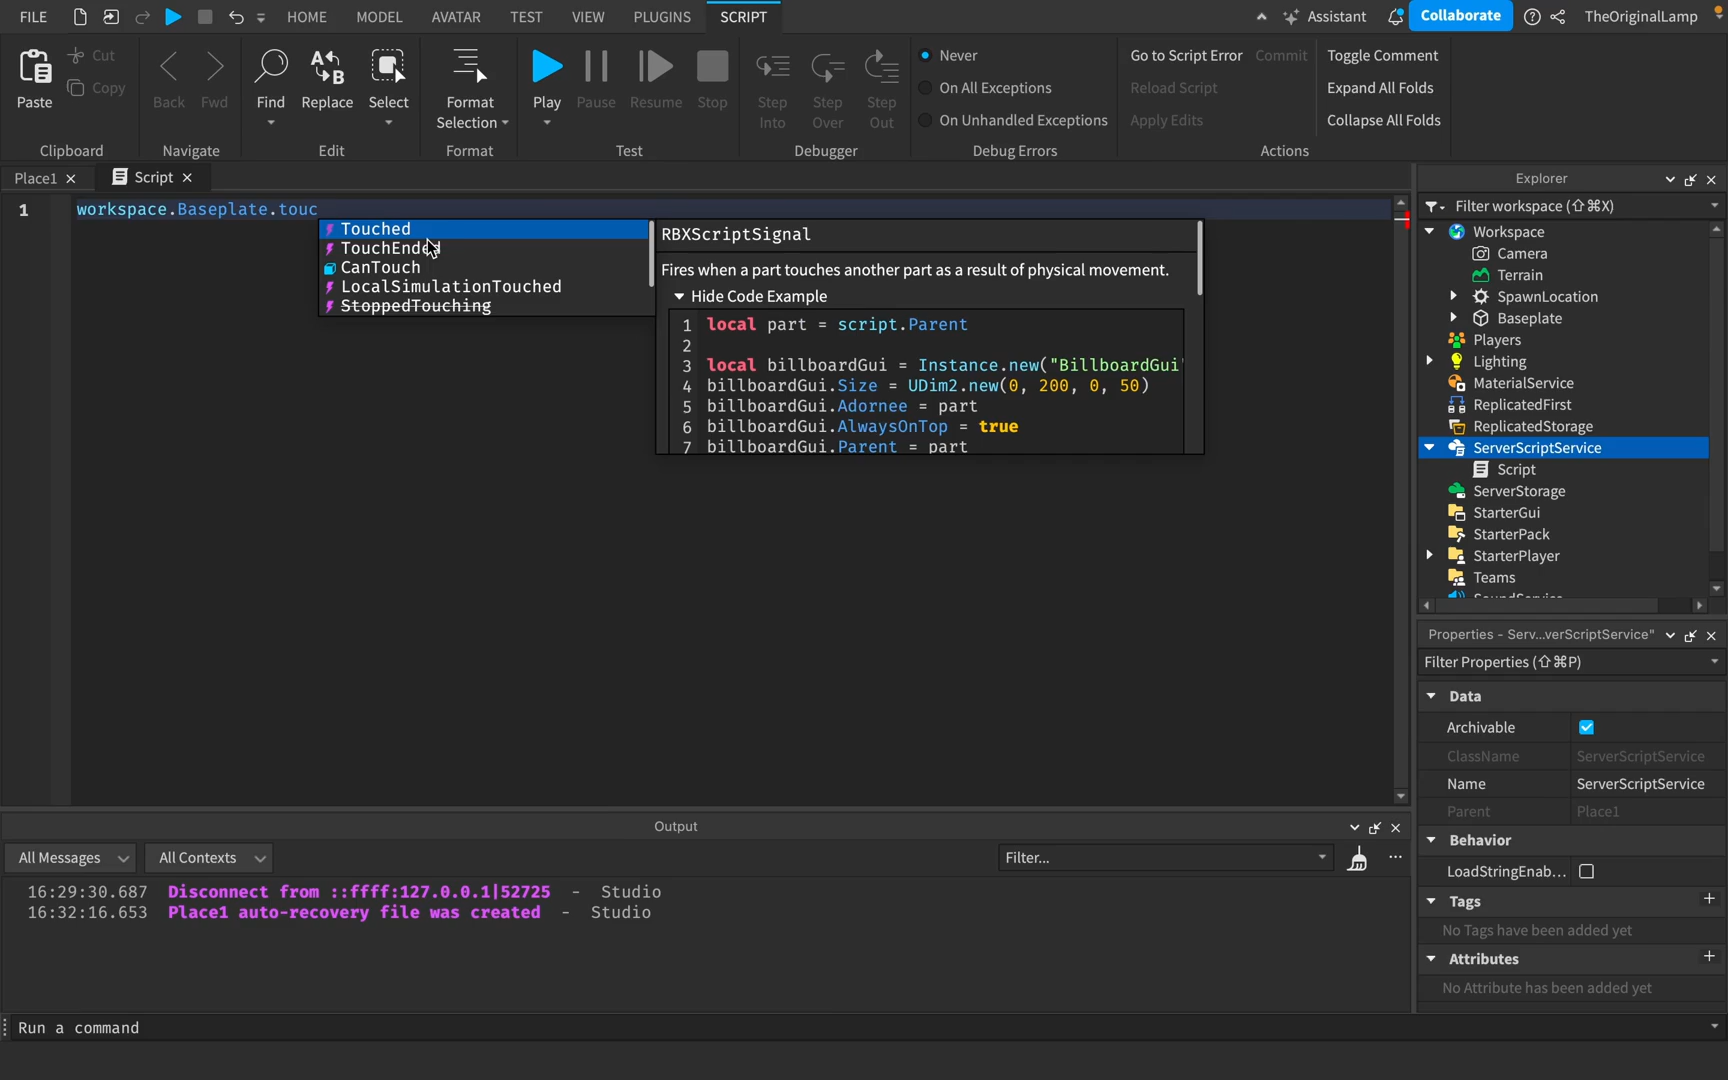 FILE HOME MODEL AVATAR TEST VIEW PLUGINS SCRIPT Assistant Collaborate TheOriginalLamp
Paste Cut Copy
Clipboard
Back Fwd
Navigate
Find Replace Select
Edit
Format Selection
Format
Play Pause Resume Stop
Test
Step Into Step Over Step Out
Debugger
Never
On All Exceptions
On Unhandled Exceptions
Debug Errors
Go to Script Error Commit Toggle Comment
Reload Script Expand All Folds
Apply Edits Collapse All Folds
Actions
Place1 Script
1 workspace.Baseplate.touc
Touched
TouchEnded
CanTouch
LocalSimulationTouched
StoppedTouching
RBXScriptSignal
Fires when a part touches another part as a result of physical movement.
Hide Code Example
1 local part = script.Parent
2
3 local billboardGui = Instance.new("BillboardGui'
4 billboardGui.Size = UDim2.new(0, 200, 0, 50)
5 billboardGui.Adornee = part
6 billboardGui.AlwaysOnTop = true
7 billboardGui.Parent = part
Explorer
Filter workspace (⇧⌘X)
Workspace
Camera
Terrain
SpawnLocation
Baseplate
Players
Lighting
MaterialService
ReplicatedFirst
ReplicatedStorage
ServerScriptService
Script
ServerStorage
StarterGui
StarterPack
StarterPlayer
Teams
Properties - Serv...verScriptService"
Filter Properties (⇧⌘P)
Data
Archivable
ClassName ServerScriptService
Name ServerScriptService
Parent Place1
Behavior
LoadStringEnab...
Tags
No Tags have been added yet
Attributes
No Attribute has been added yet
Output
All Messages All Contexts Filter...
16:29:30.687 Disconnect from ::ffff:127.0.0.1|52725 - Studio
16:32:16.653 Place1 auto-recovery file was created - Studio
Run a command